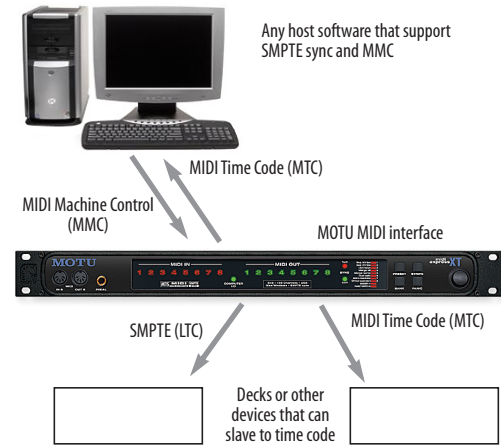 Any host software that support
SMPTE sync and MMC
MIDI Time Code (MTC)
MIDI Machine Control
(MMC)
MOTU MIDI interface
MOTU
MIDI IN
1 2 3 4 5 6 7 8
MIDI OUT
1 2 3 4 5 6 7 8
midi
express XT
SMPTE (LTC)
MIDI Time Code (MTC)
Decks or other
devices that can
slave to time code